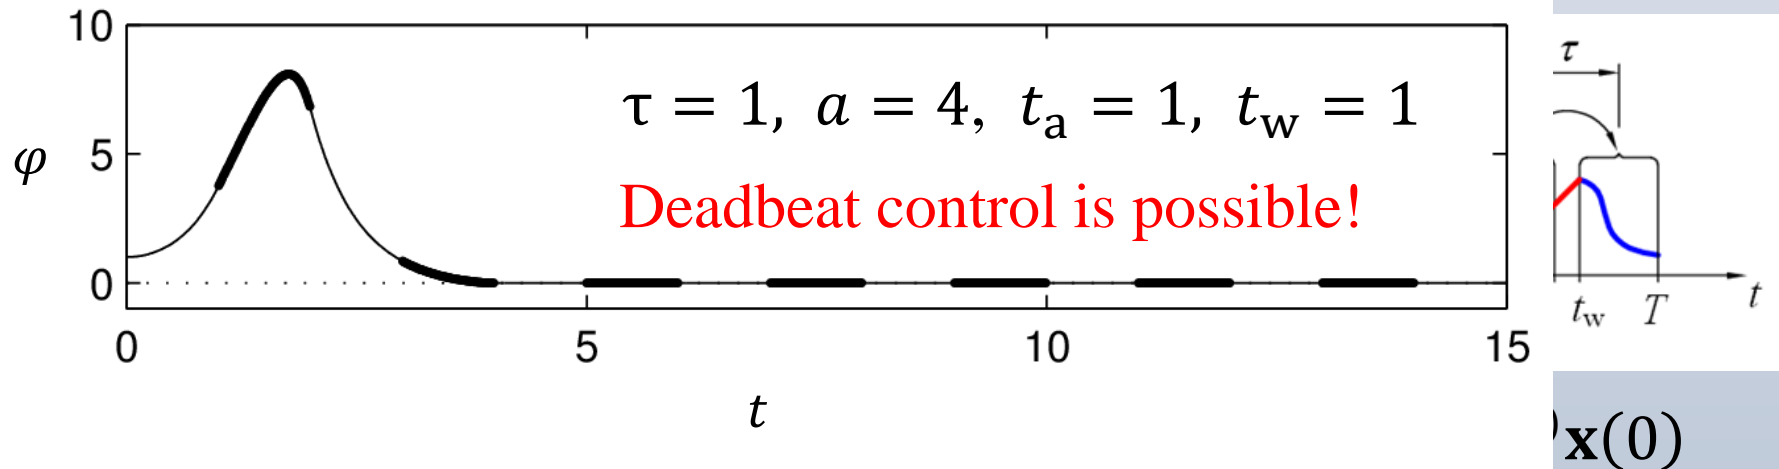 10
τ = 1, a = 4, t_a = 1, t_w = 1
φ
5
Deadbeat control is possible!
0
0 5 10 15
t
τ
t_w T t
)x(0)